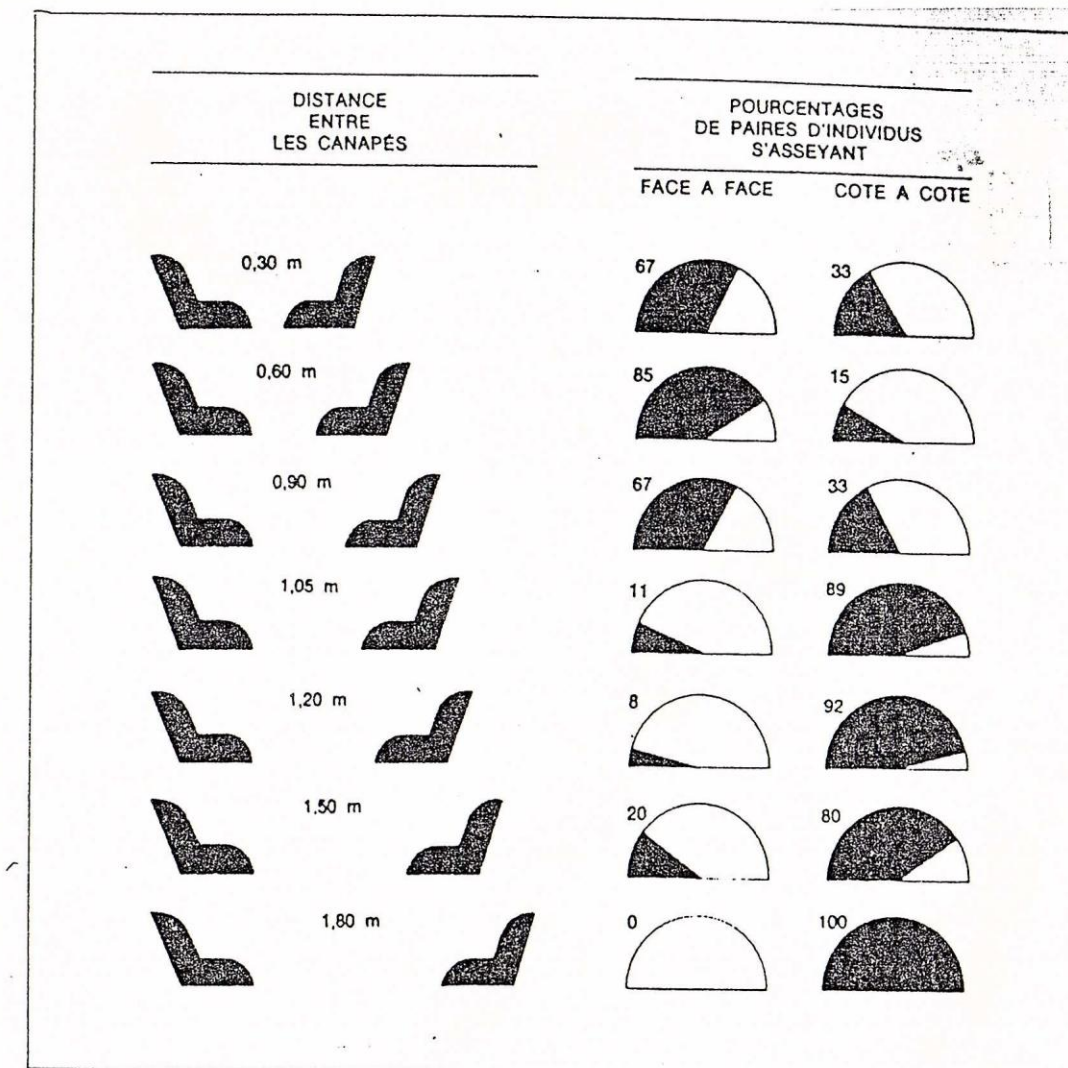 DISTANCE
ENTRE
LES CANAPÉS
POURCENTAGES
DE PAIRES D'INDIVIDUS
S'ASSEYANT
FACE A FACE COTE A COTE
0,30 m 67 33
0,60 m 85 15
0,90 m 67 33
1,05 m 11 89
1,20 m 8 92
1,50 m 20 80
1,80 m 0 100